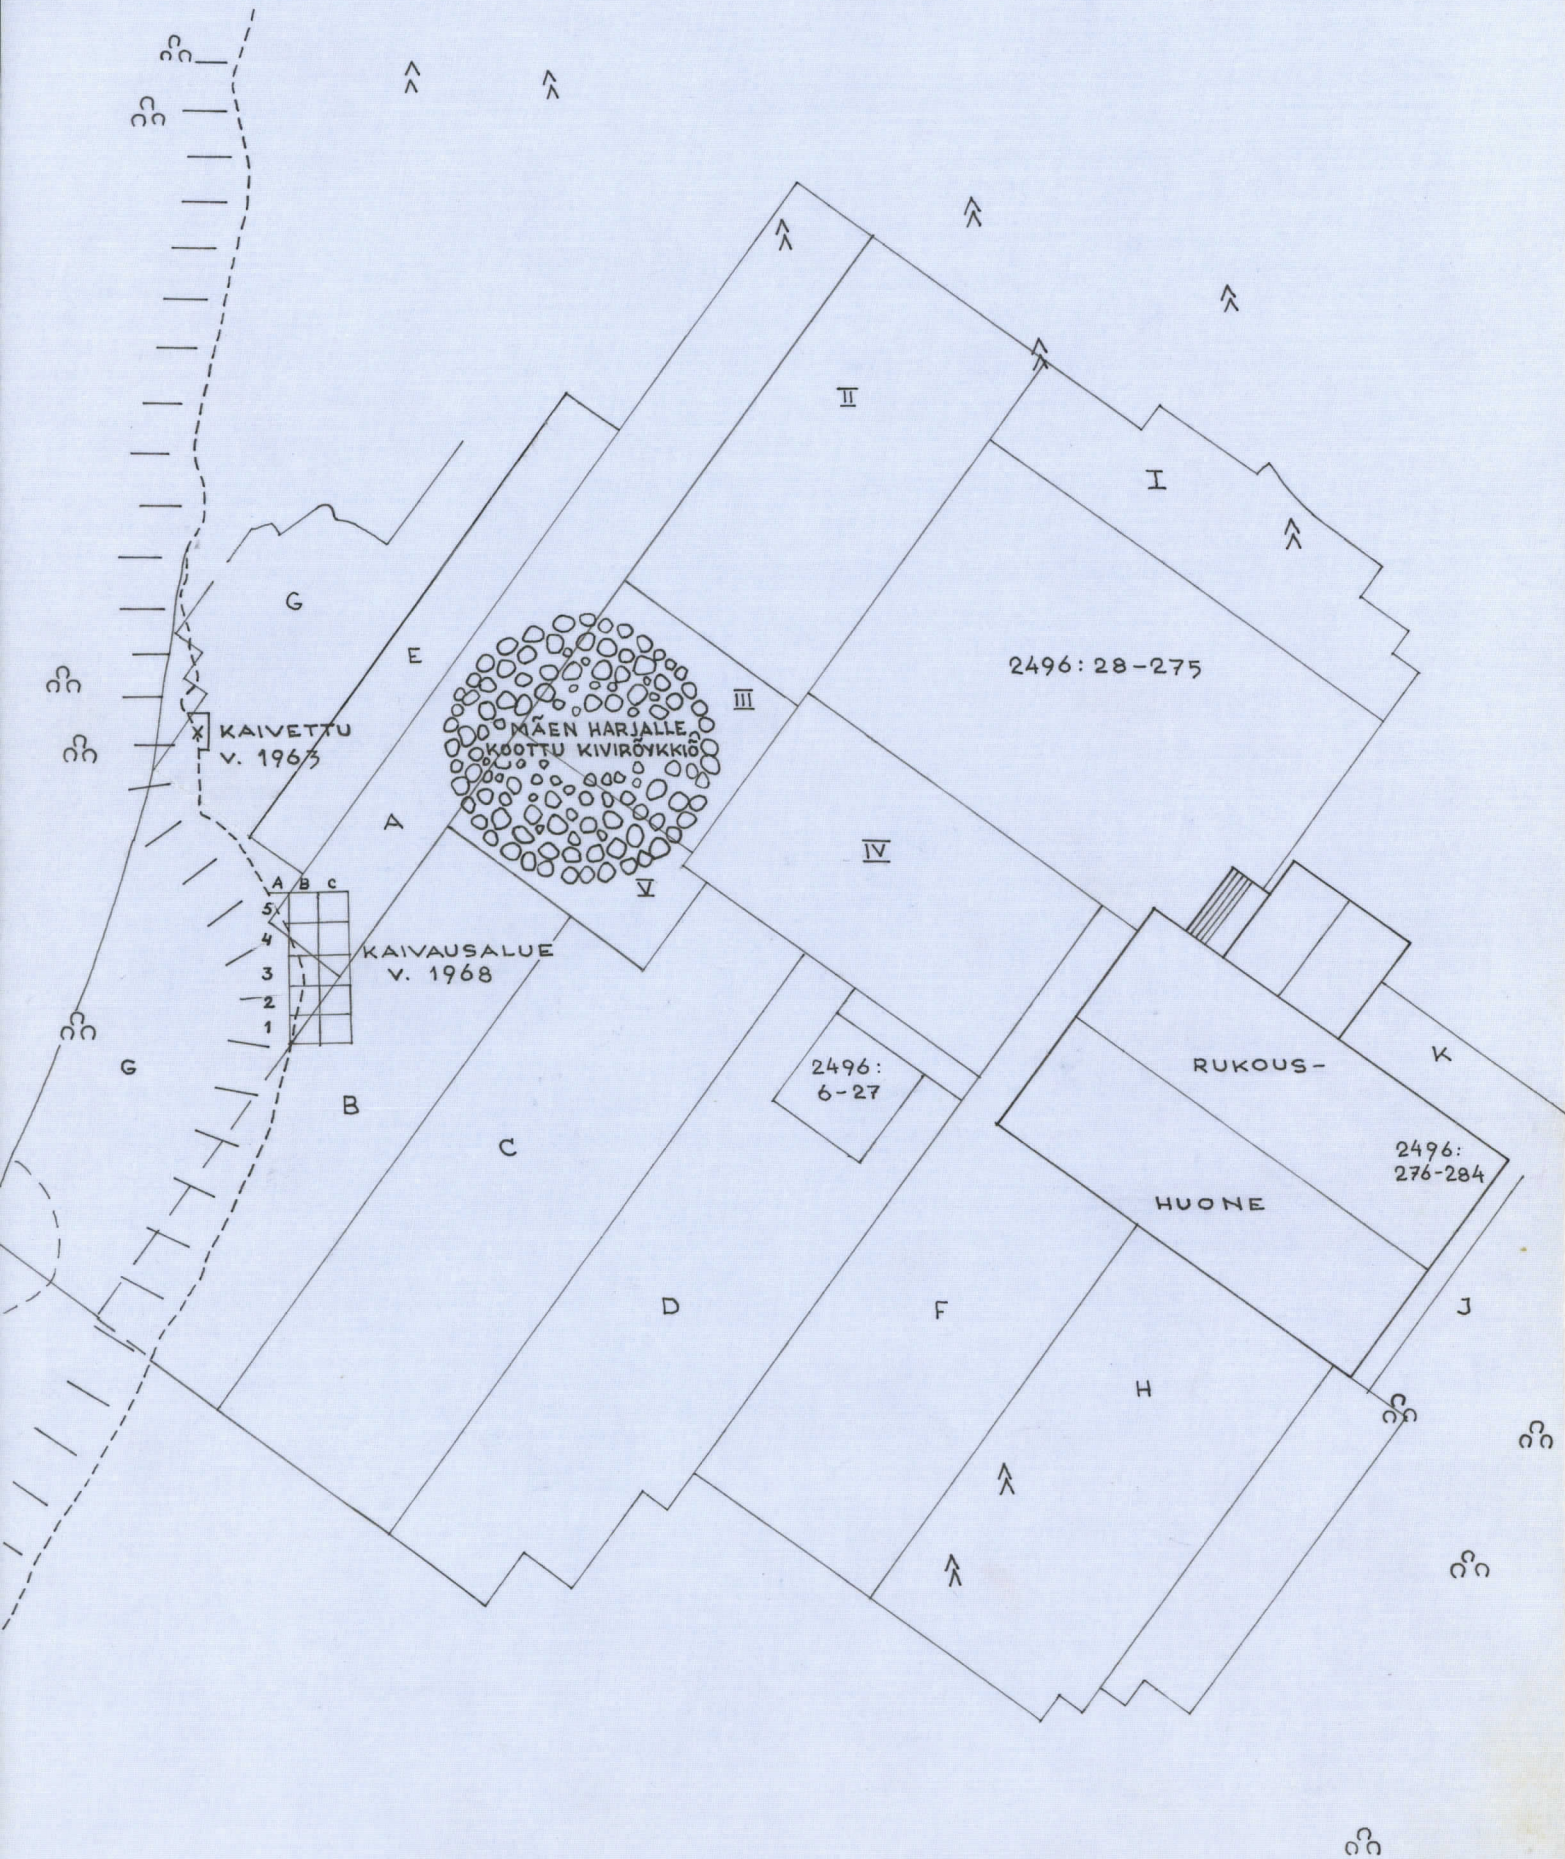 II
I
G
E
2496: 28-275
III
MÄEN HARJALLE
KOOTTU KIVIRÖYKKIÖ
KAIVETTU
V. 1963
A
IV
V
A B C
5
4
3
2
1
KAIVAUSALUE
V. 1968
G
B
C
2496:
6-27
RUKOUS-
HUONE
K
2496:
276-284
D
F
J
H